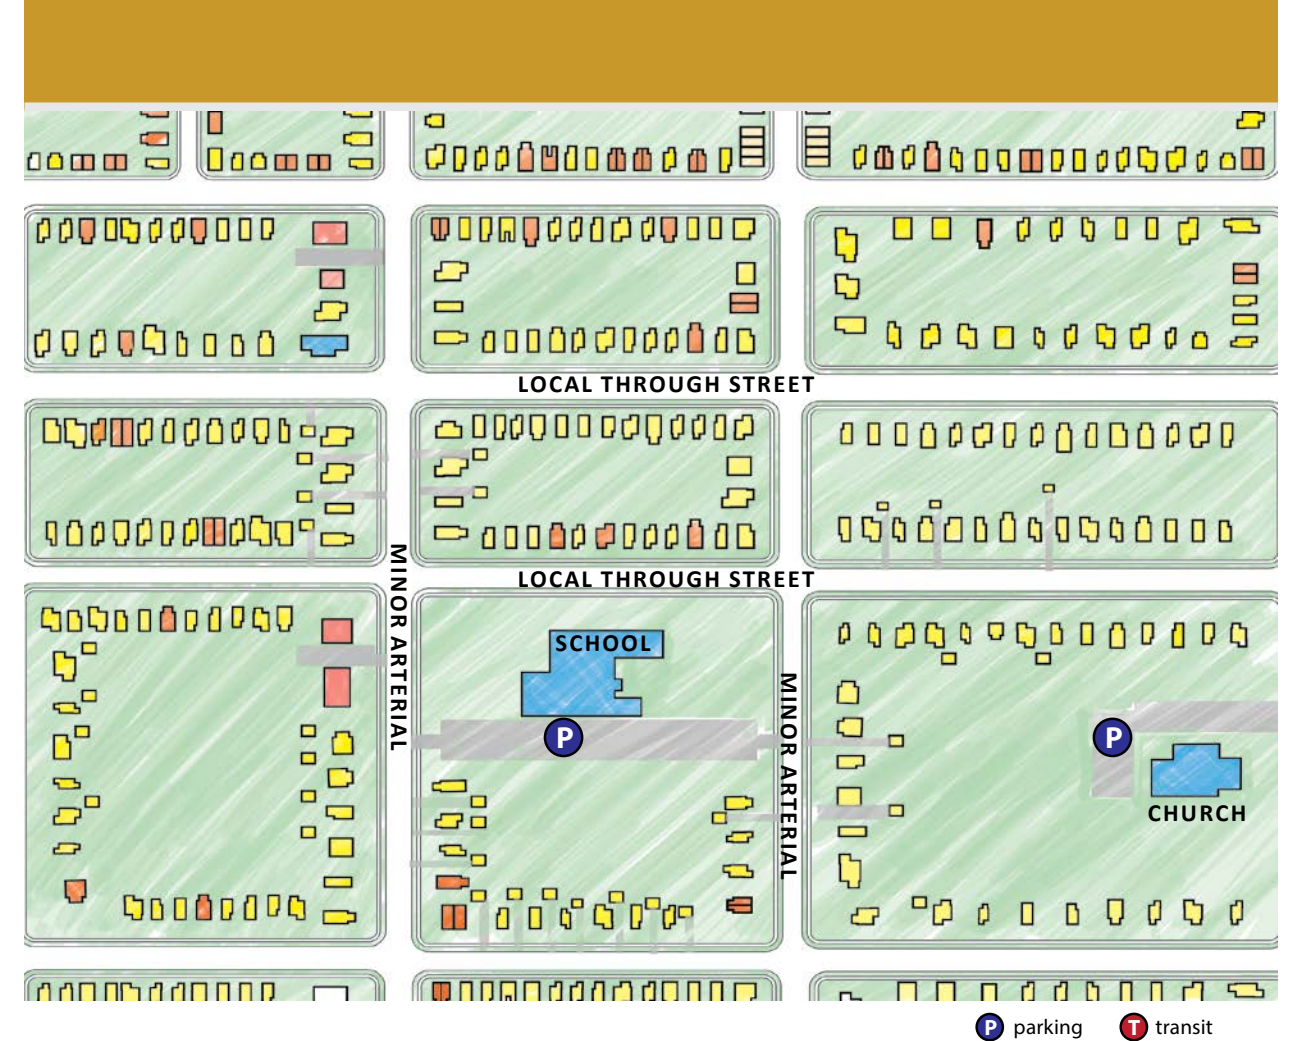 LOCAL THROUGH STREET
LOCAL THROUGH STREET
MINOR ARTERIAL
SCHOOL
P
MINOR ARTERIAL
P
CHURCH
P parking
T transit